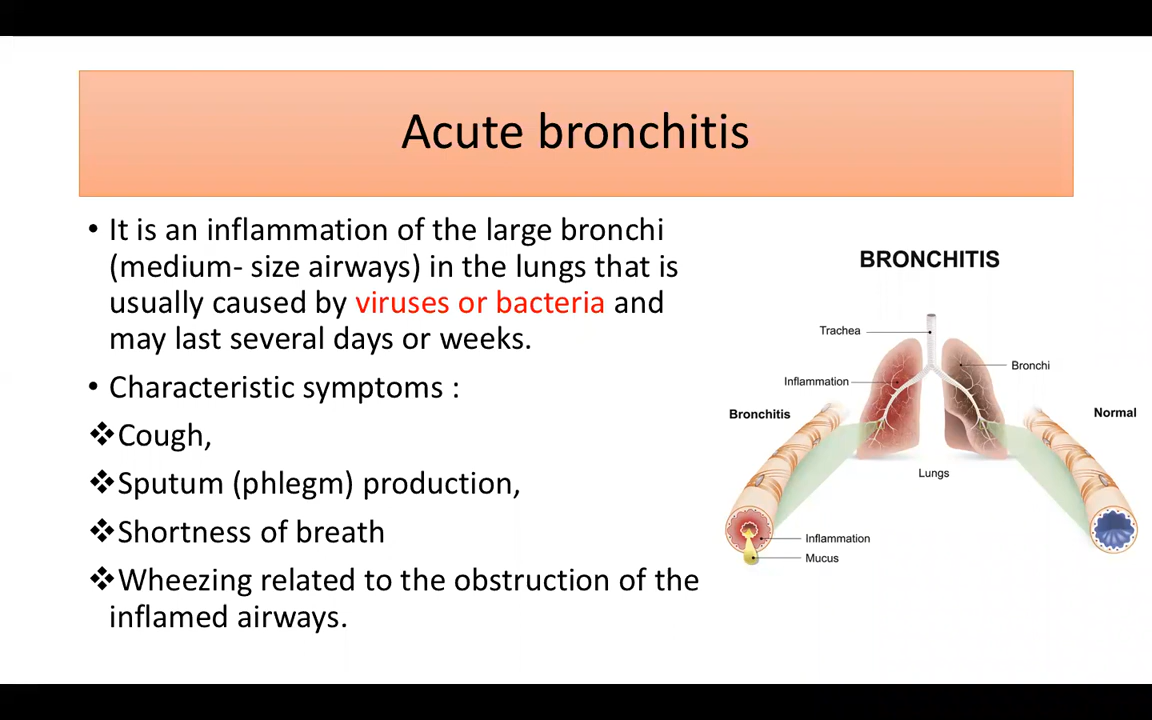 Acute bronchitis
• It is an inflammation of the large bronchi
(medium- size airways) in the lungs that is
usually caused by viruses or bacteria and
may last several days or weeks.
• Characteristic symptoms :
❖Cough,
❖Sputum (phlegm) production,
❖Shortness of breath
❖Wheezing related to the obstruction of the
inflamed airways.
BRONCHITIS
Trachea
Bronchi
Inflammation
Bronchitis
Normal
Lungs
Inflammation
Mucus